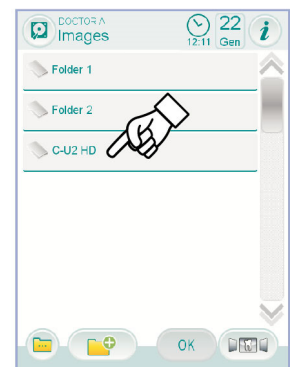 DOCTOR A
Images
12:11
22
Gen
i
Folder 1
Folder 2
C-U2 HD
OK